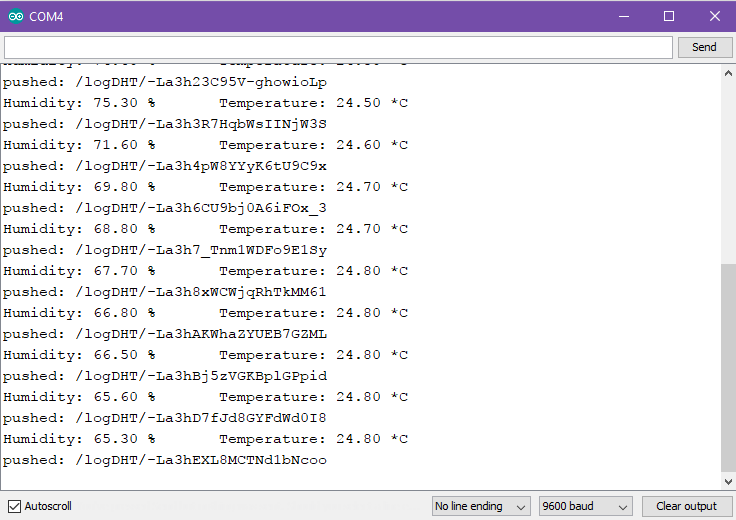 COM4
Send
pushed: /logDHT/-La3h23C95V-ghowioLp
Humidity: 75.30 % Temperature: 24.50 *C
pushed: /logDHT/-La3h3R7HqbWsIINjW3S
Humidity: 71.60 % Temperature: 24.60 *C
pushed: /logDHT/-La3h4pW8YYyK6tU9C9x
Humidity: 69.80 % Temperature: 24.70 *C
pushed: /logDHT/-La3h6CU9bj0A6iFOx_3
Humidity: 68.80 % Temperature: 24.70 *C
pushed: /logDHT/-La3h7_Tnm1WDFo9E1Sy
Humidity: 67.70 % Temperature: 24.80 *C
pushed: /logDHT/-La3h8xWCWjqRhTkMM61
Humidity: 66.80 % Temperature: 24.80 *C
pushed: /logDHT/-La3hAKWhaZYUEB7GZML
Humidity: 66.50 % Temperature: 24.80 *C
pushed: /logDHT/-La3hBj5zVGKBplGPpid
Humidity: 65.60 % Temperature: 24.80 *C
pushed: /logDHT/-La3hD7fJd8GYFdWd0I8
Humidity: 65.30 % Temperature: 24.80 *C
pushed: /logDHT/-La3hEXL8MCTNd1bNcoo
Autoscroll
No line ending
9600 baud
Clear output